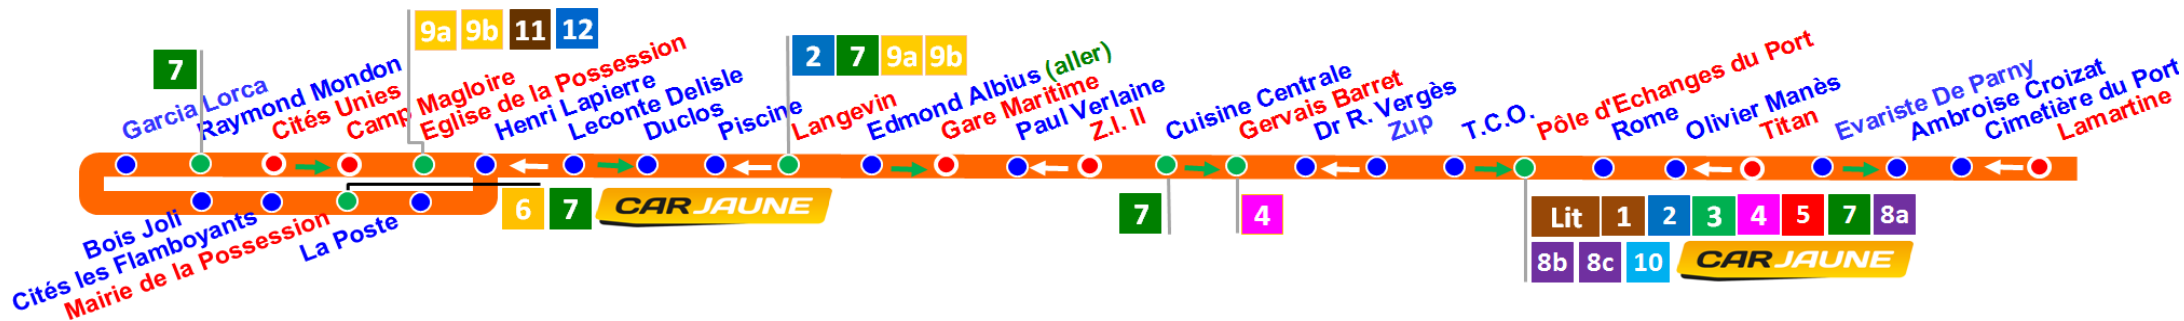 9a 9b 11 12
7
2 7 9a 9b
Garcia Lorca
Raymond Mondon
Cités Unies
Camp Magloire
Eglise de la Possession
Henri Lapierre
Leconte Delisle
Duclos
Piscine
Langevin
Edmond Albius (aller)
Gare Maritime
Paul Verlaine
Z.I. II
Cuisine Centrale
Gervais Barret
Dr R. Vergès
Zup
T.C.O.
Pôle d'Echanges du Port
Rome
Olivier Manès
Titan
Evariste De Parny
Ambroise Croizat
Cimetière du Port
Lamartine
Bois Joli
Cités les Flamboyants
Mairie de la Possession
La Poste
6 7 CAR JAUNE
7
4
Lit 1 2 3 4 5 7 8a
8b 8c 10 CAR JAUNE